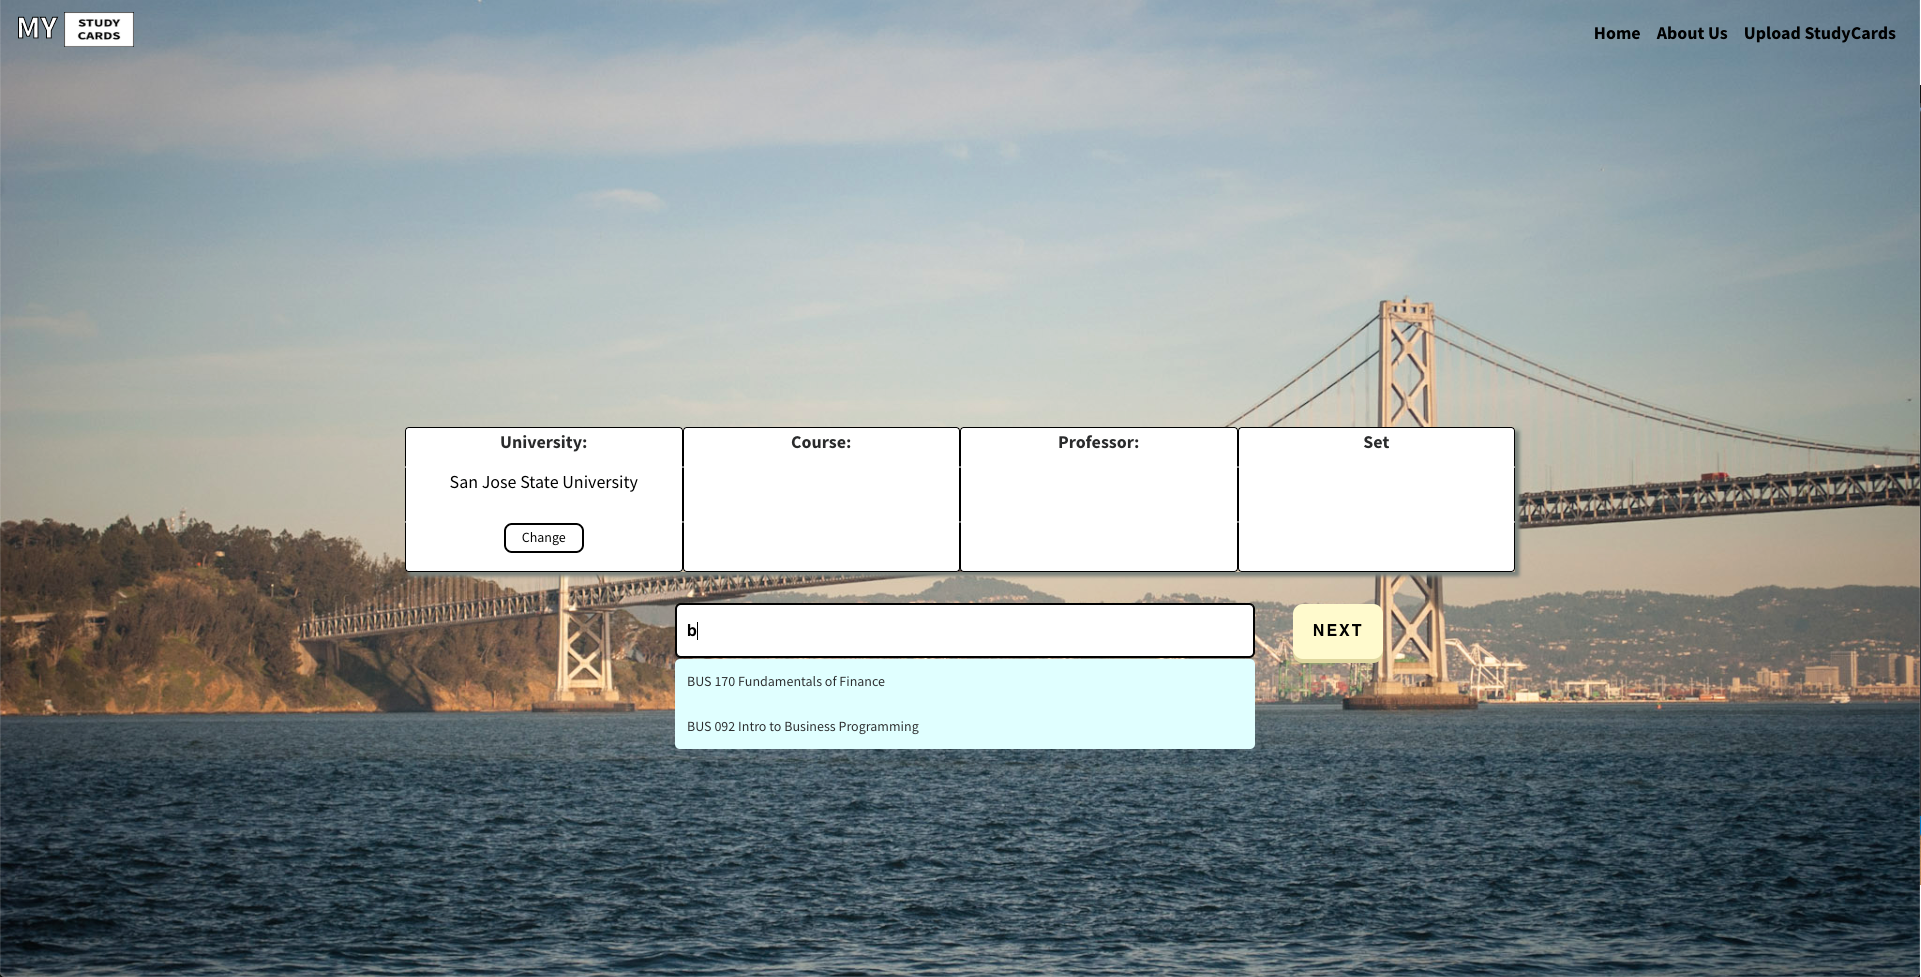 MY STUDY CARDS
Home About Us Upload StudyCards
University: Course: Professor: Set
San Jose State University
Change
b
NEXT
BUS 170 Fundamentals of Finance
BUS 092 Intro to Business Programming